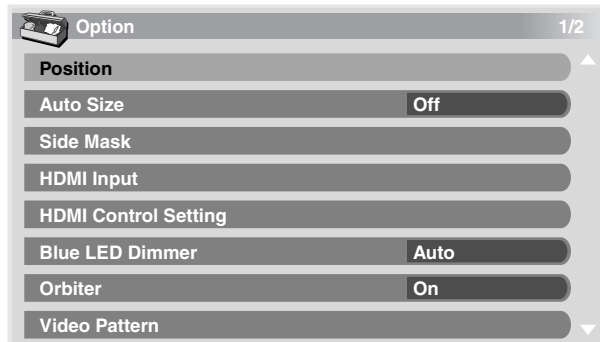 Option 1/2
Position
Auto Size Off
Side Mask
HDMI Input
HDMI Control Setting
Blue LED Dimmer Auto
Orbiter On
Video Pattern